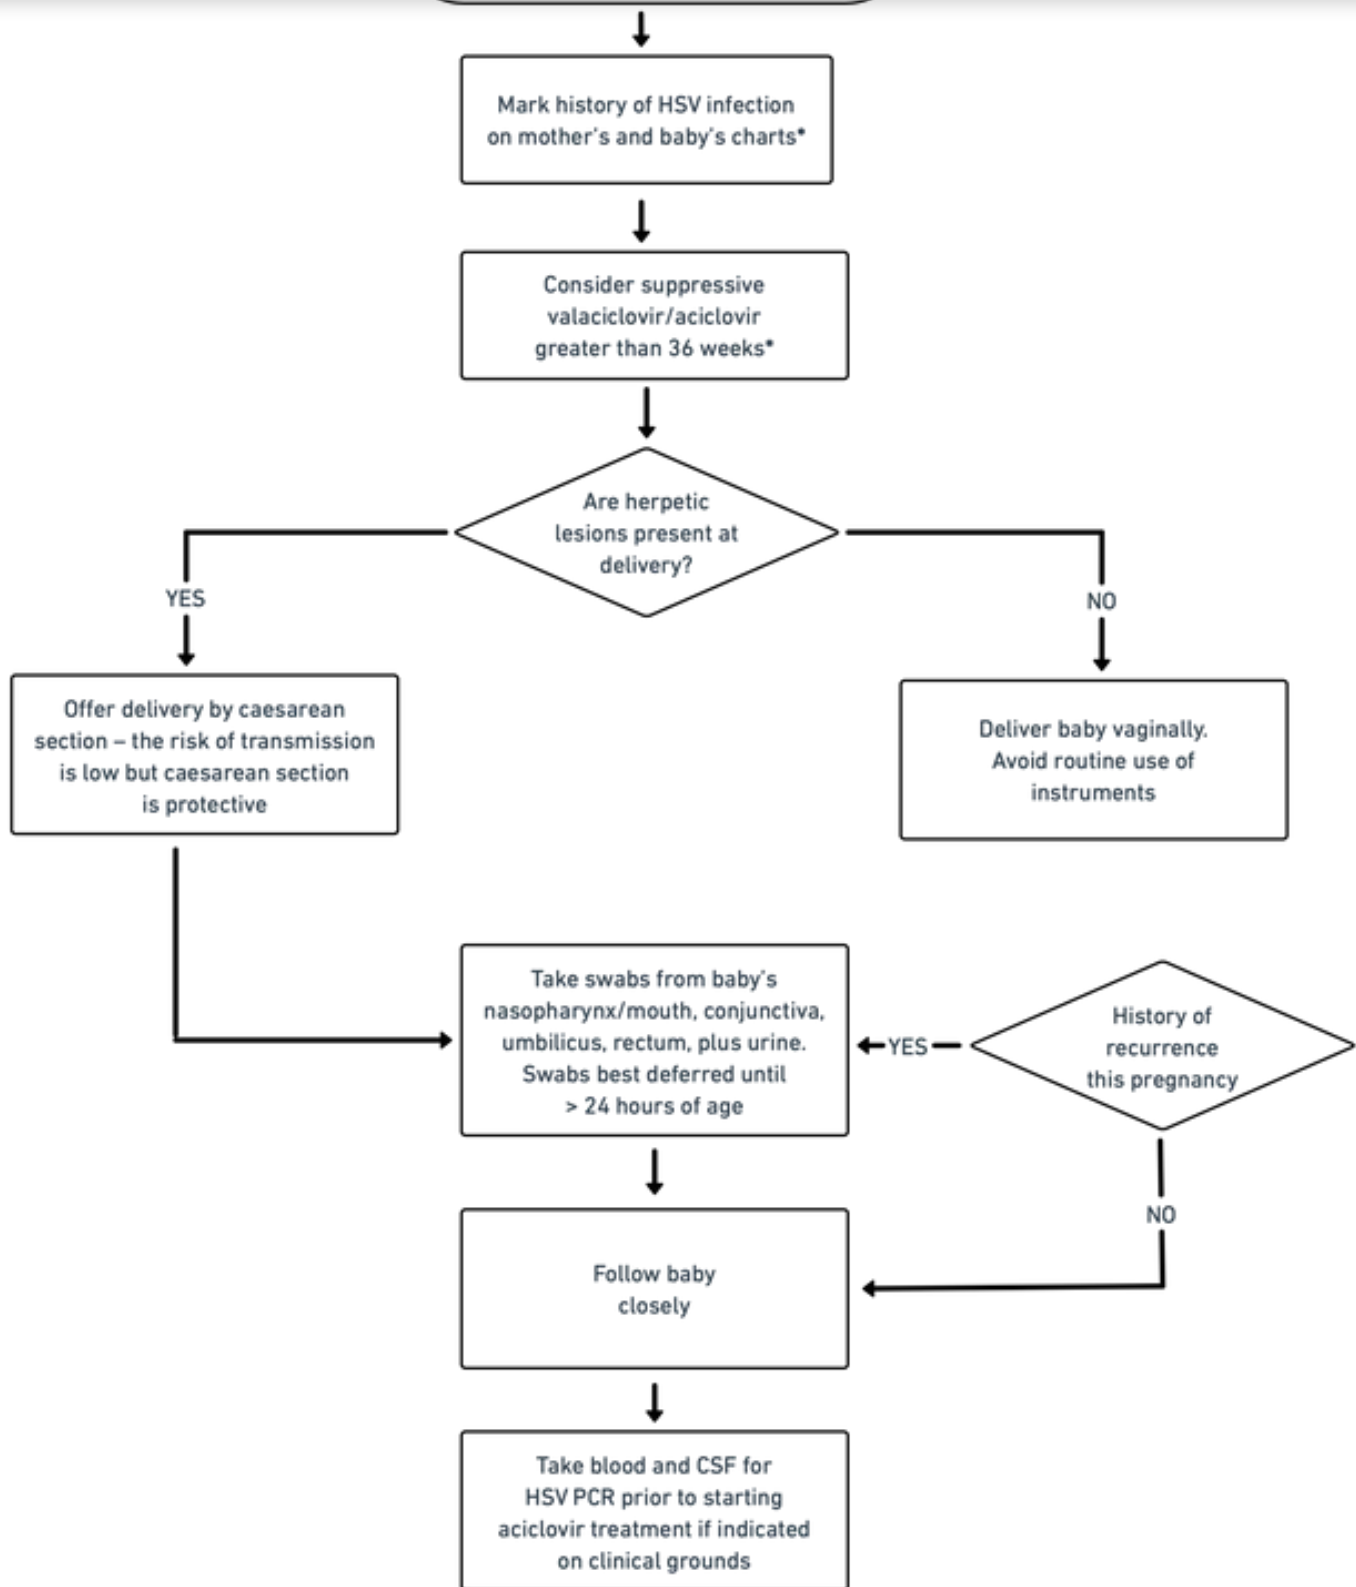 Mark history of HSV infection
on mother's and baby's charts*
Consider suppressive
valaciclovir/aciclovir
greater than 36 weeks*
Are herpetic
lesions present at
delivery?
YES
NO
Offer delivery by caesarean
section – the risk of transmission
is low but caesarean section
is protective
Deliver baby vaginally.
Avoid routine use of
instruments
Take swabs from baby's
nasopharynx/mouth, conjunctiva,
umbilicus, rectum, plus urine.
Swabs best deferred until
> 24 hours of age
YES
History of
recurrence
this pregnancy
NO
Follow baby
closely
Take blood and CSF for
HSV PCR prior to starting
aciclovir treatment if indicated
on clinical grounds